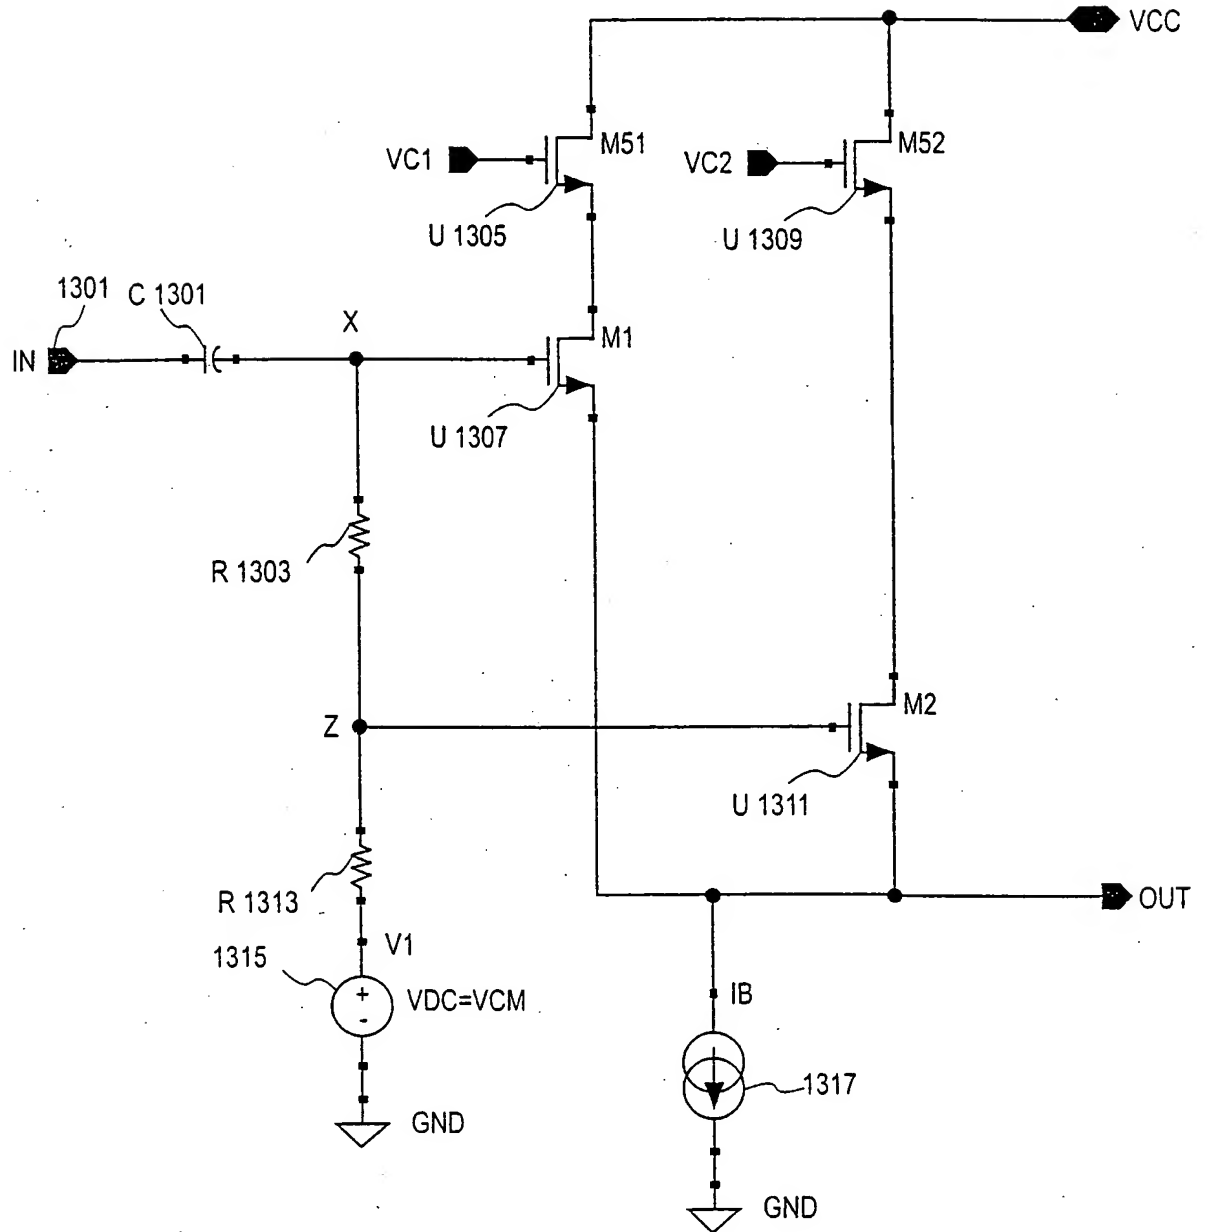 VCC
M51
M52
VC1
VC2
U 1305
U 1309
1301
C 1301
X
M1
IN
U 1307
R 1303
Z
M2
U 1311
R 1313
OUT
V1
1315
+
-
VDC=VCM
IB
1317
GND
GND